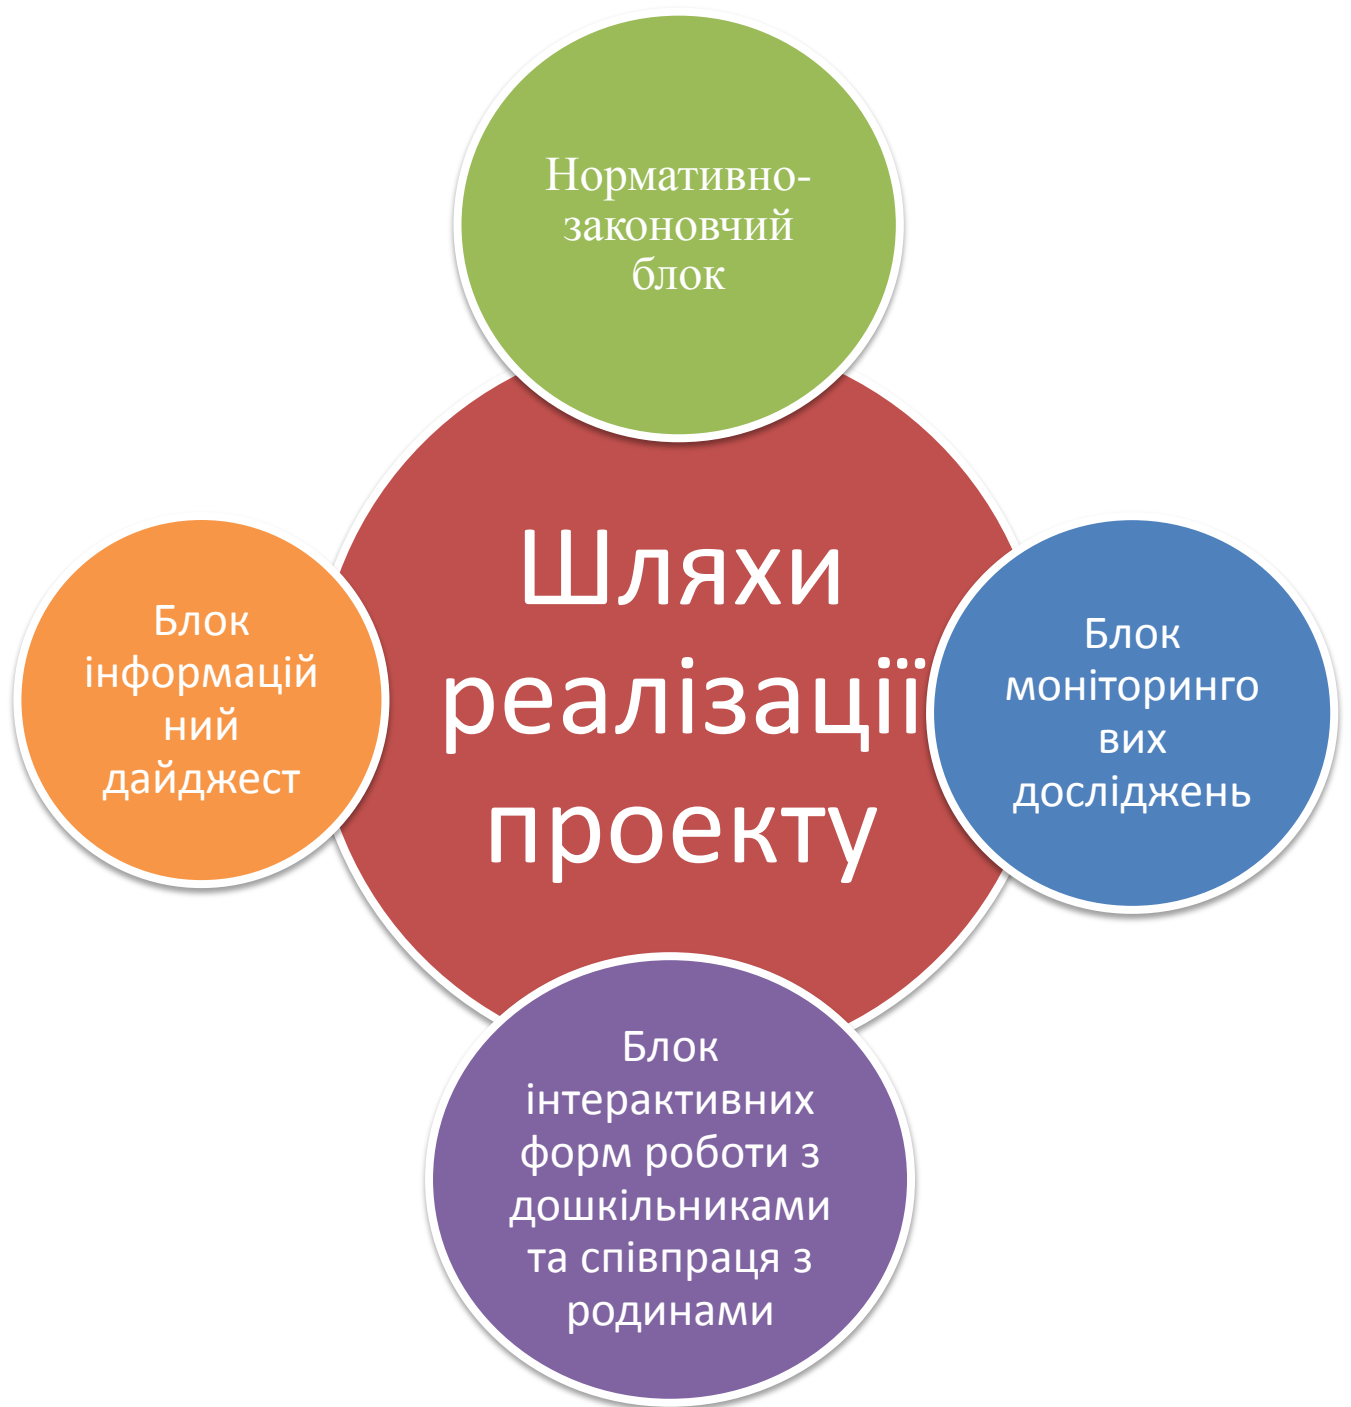 Нормативно-
законовчий
блок
Шляхи
реалізації
проекту
Блок
інформацій
ний
дайджест
Блок
моніторинго
вих
досліджень
Блок
інтерактивних
форм роботи з
дошкільниками
та співпраця з
родинами